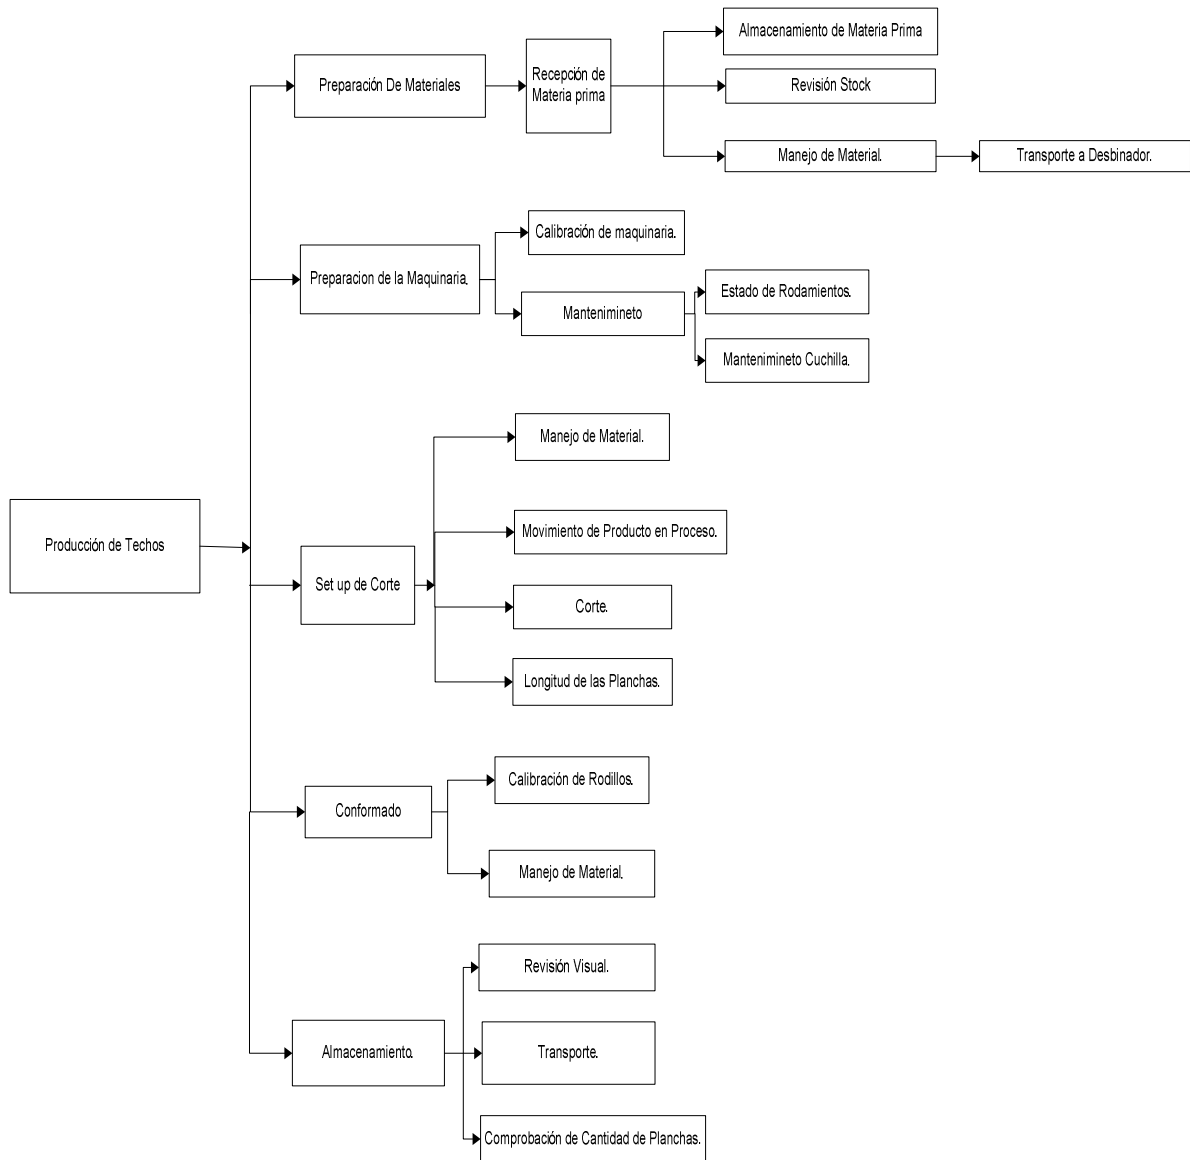 Almacenamiento de Materia Prima
Preparación De Materiales
Recepción de
Materia prima
Revisión Stock
Manejo de Material.
Transporte a Desbinador.
Calibración de maquinaria.
Preparacion de la Maquinaria.
Estado de Rodamientos.
Mantenimineto
Mantenimineto Cuchilla.
Manejo de Material.
Movimiento de Producto en Proceso.
Producción de Techos
Set up de Corte
Corte.
Longitud de las Planchas.
Calibración de Rodillos.
Conformado
Manejo de Material.
Revisión Visual.
Almacenamiento.
Transporte.
Comprobación de Cantidad de Planchas.